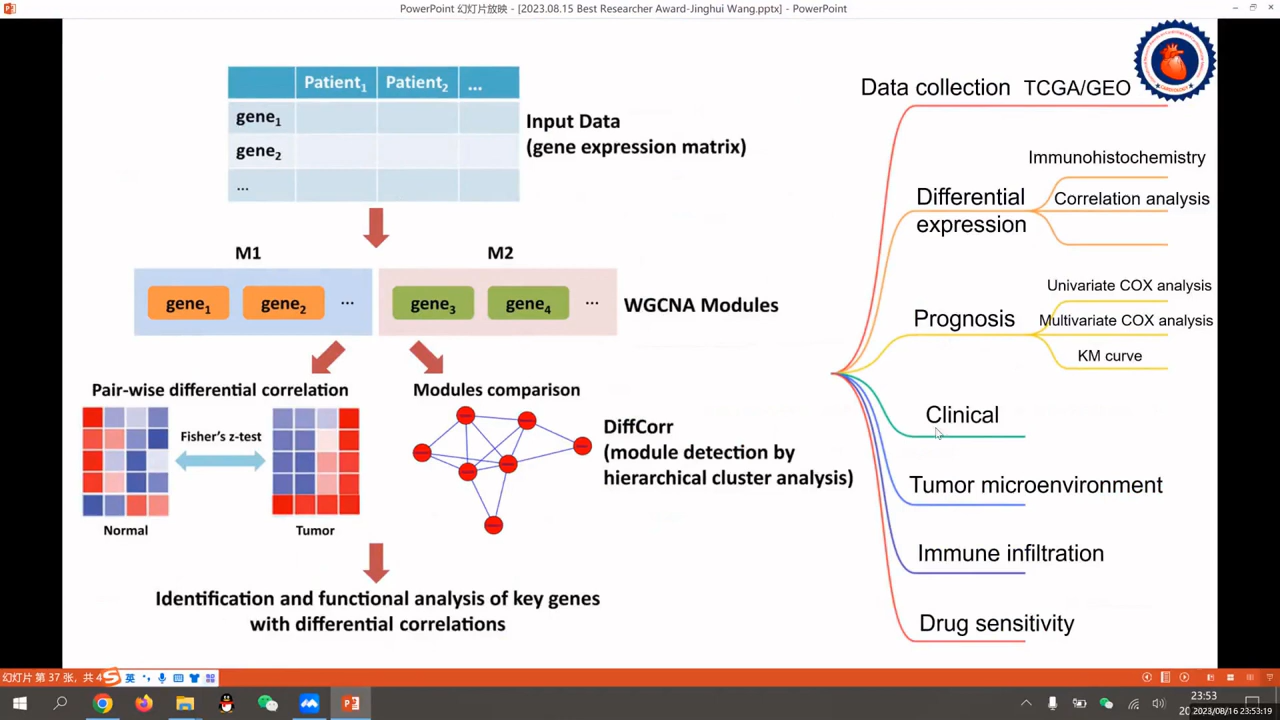 PowerPoint 幻灯片放映 - [2023.08.15 Best Researcher Award-Jinghui Wang.pptx] - PowerPoint
Patient1 Patient2 ...
gene1
gene2
...
Input Data
(gene expression matrix)
M1 M2
gene1 gene2 ... gene3 gene4 ...
WGCNA Modules
Pair-wise differential correlation
Modules comparison
Fisher's z-test
Normal
Tumor
DiffCorr
(module detection by
hierarchical cluster analysis)
Identification and functional analysis of key genes
with differential correlations
Data collection TCGA/GEO
CARDIOLOGY
Differential
expression
Immunohistochemistry
Correlation analysis
Prognosis
Univariate COX analysis
Multivariate COX analysis
KM curve
Clinical
Tumor microenvironment
Immune infiltration
Drug sensitivity
幻灯片 第 37 张，共 4
英
23:53
2023/08/16 23:53:19